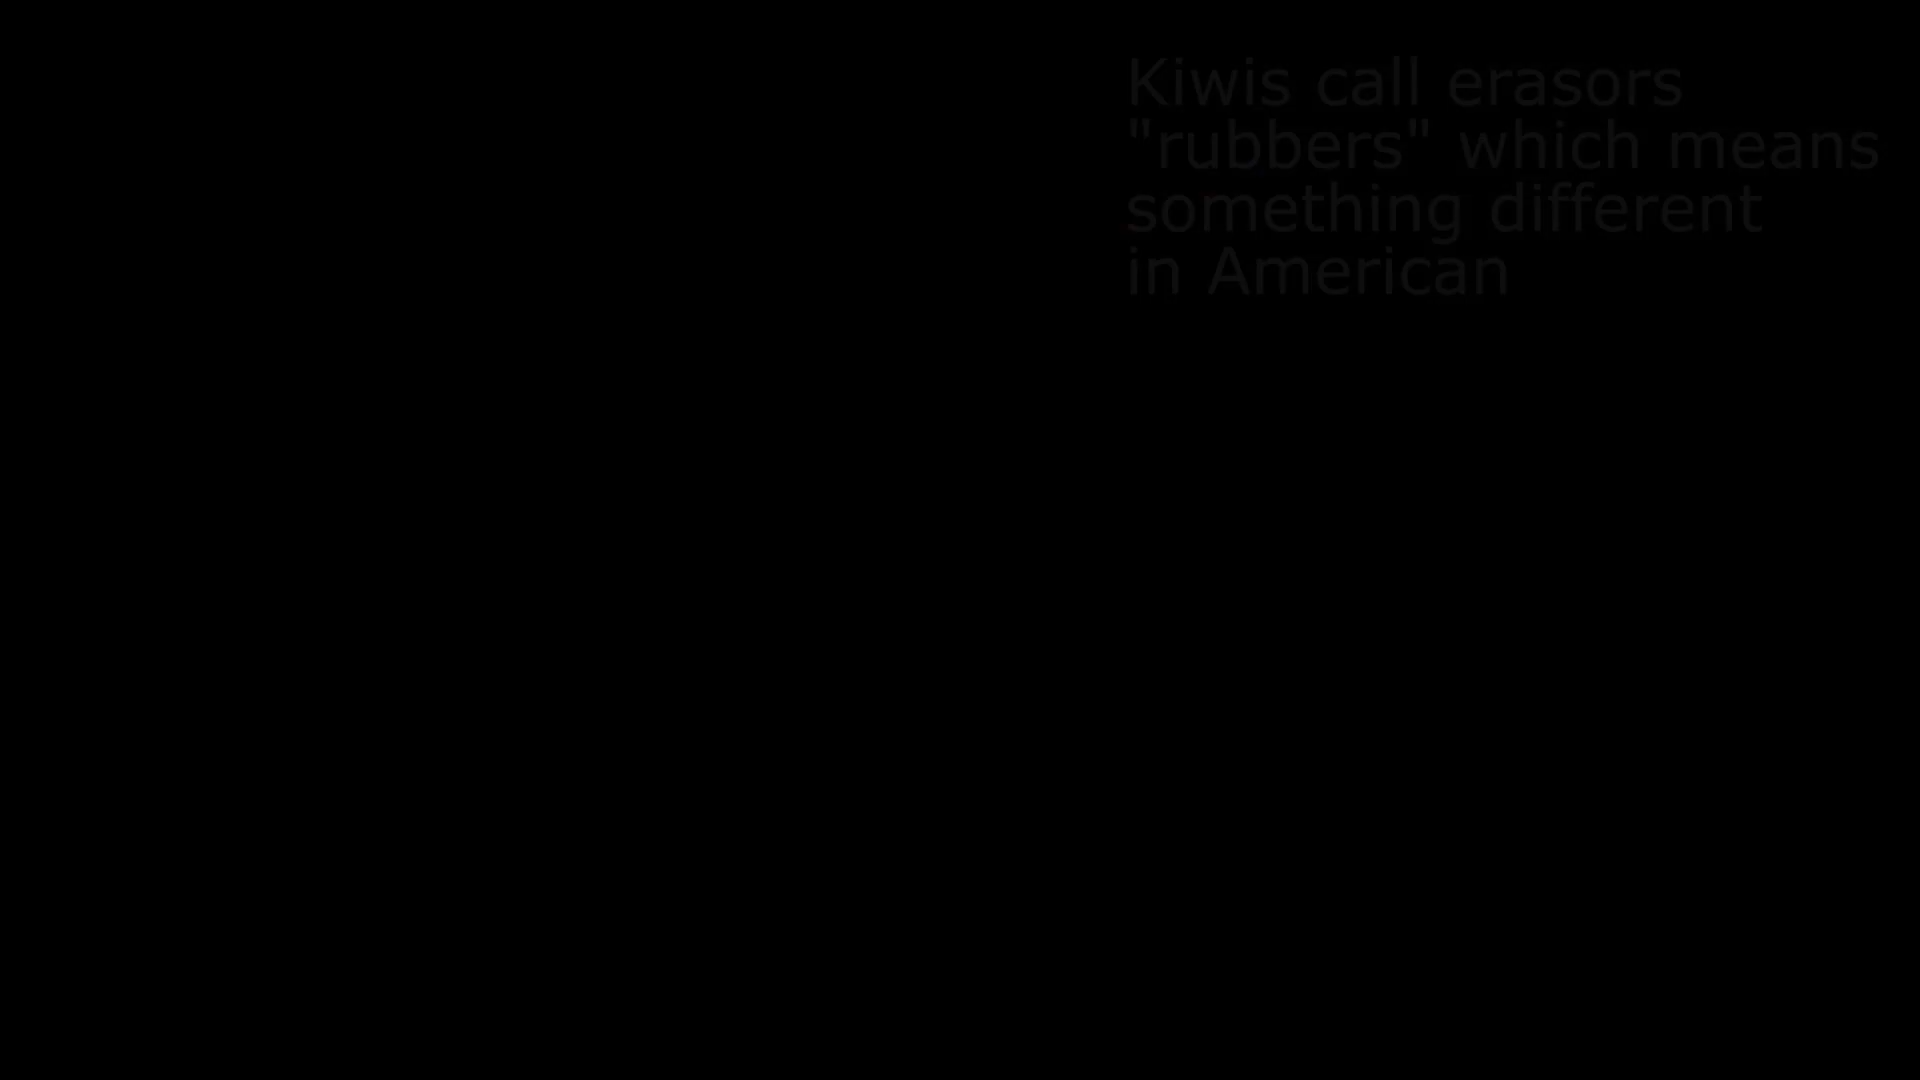 Kiwis call erasors
"rubbers" which means
something different
in American